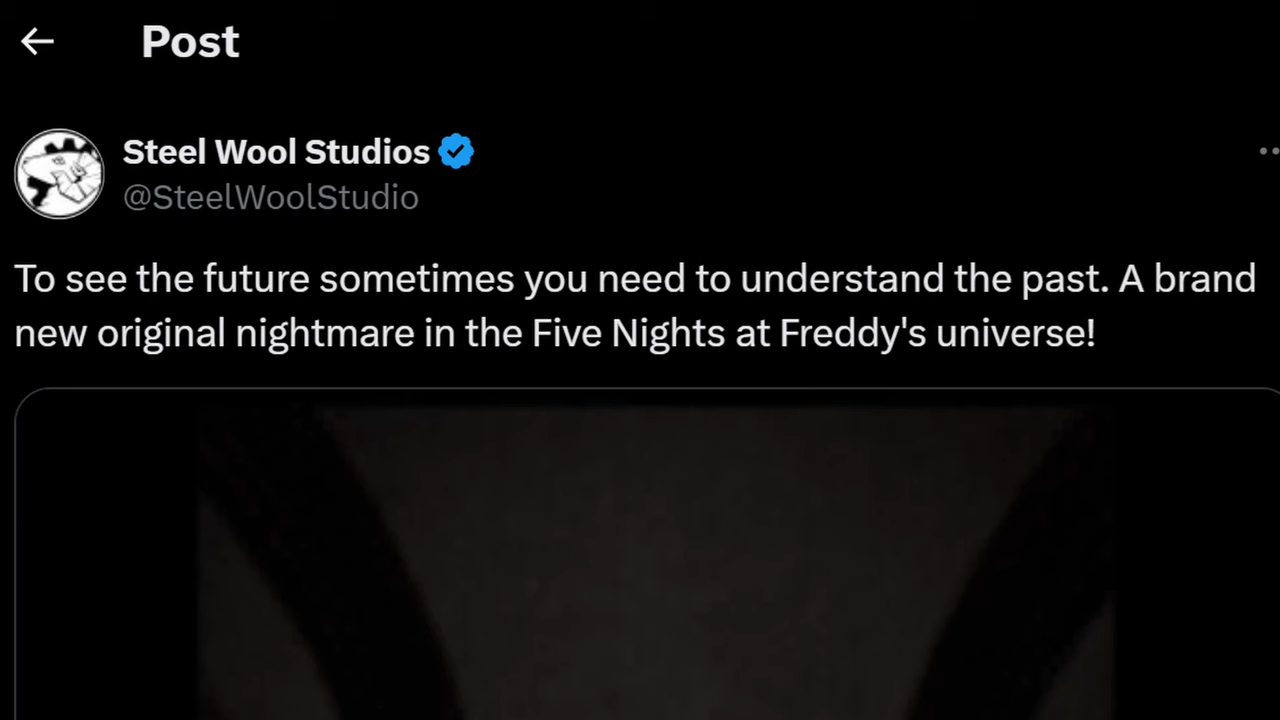 Post
Steel Wool Studios
@SteelWoolStudio
To see the future sometimes you need to understand the past. A brand
new original nightmare in the Five Nights at Freddy's universe!